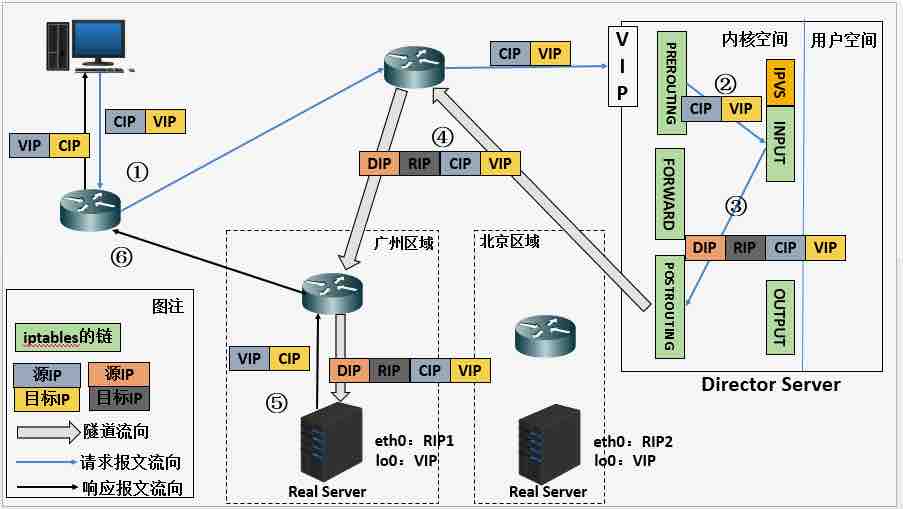 CIP VIP
VIP
内核空间
用户空间
PREROUTING
②
IPVS
CIP VIP
INPUT
CIP VIP
VIP CIP
①
④
DIP RIP CIP VIP
FORWARD
③
DIP RIP CIP VIP
⑥
广州区域
北京区域
POSTROUTING
OUTPUT
Director Server
图注
iptables的链
源IP
源IP
目标IP
目标IP
隧道流向
请求报文流向
响应报文流向
VIP CIP
DIP RIP CIP VIP
⑤
eth0：RIP1
lo0：VIP
Real Server
eth0：RIP2
lo0：VIP
Real Server